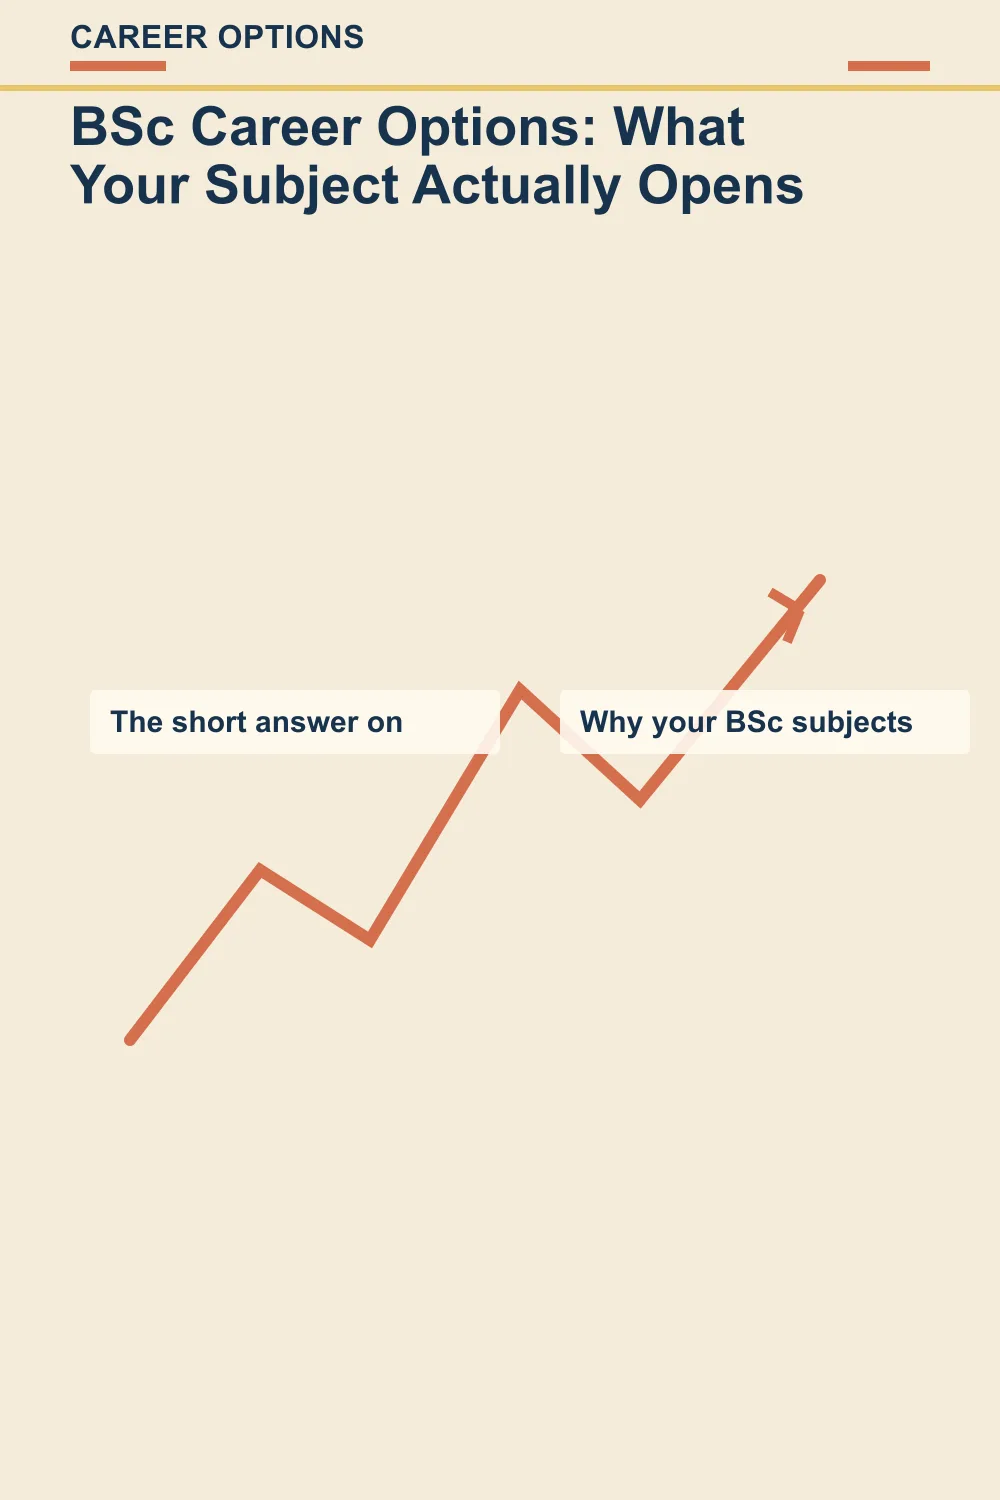 CAREER OPTIONS
BSc Career Options: What
Your Subject Actually Opens
The short answer on
Why your BSc subjects